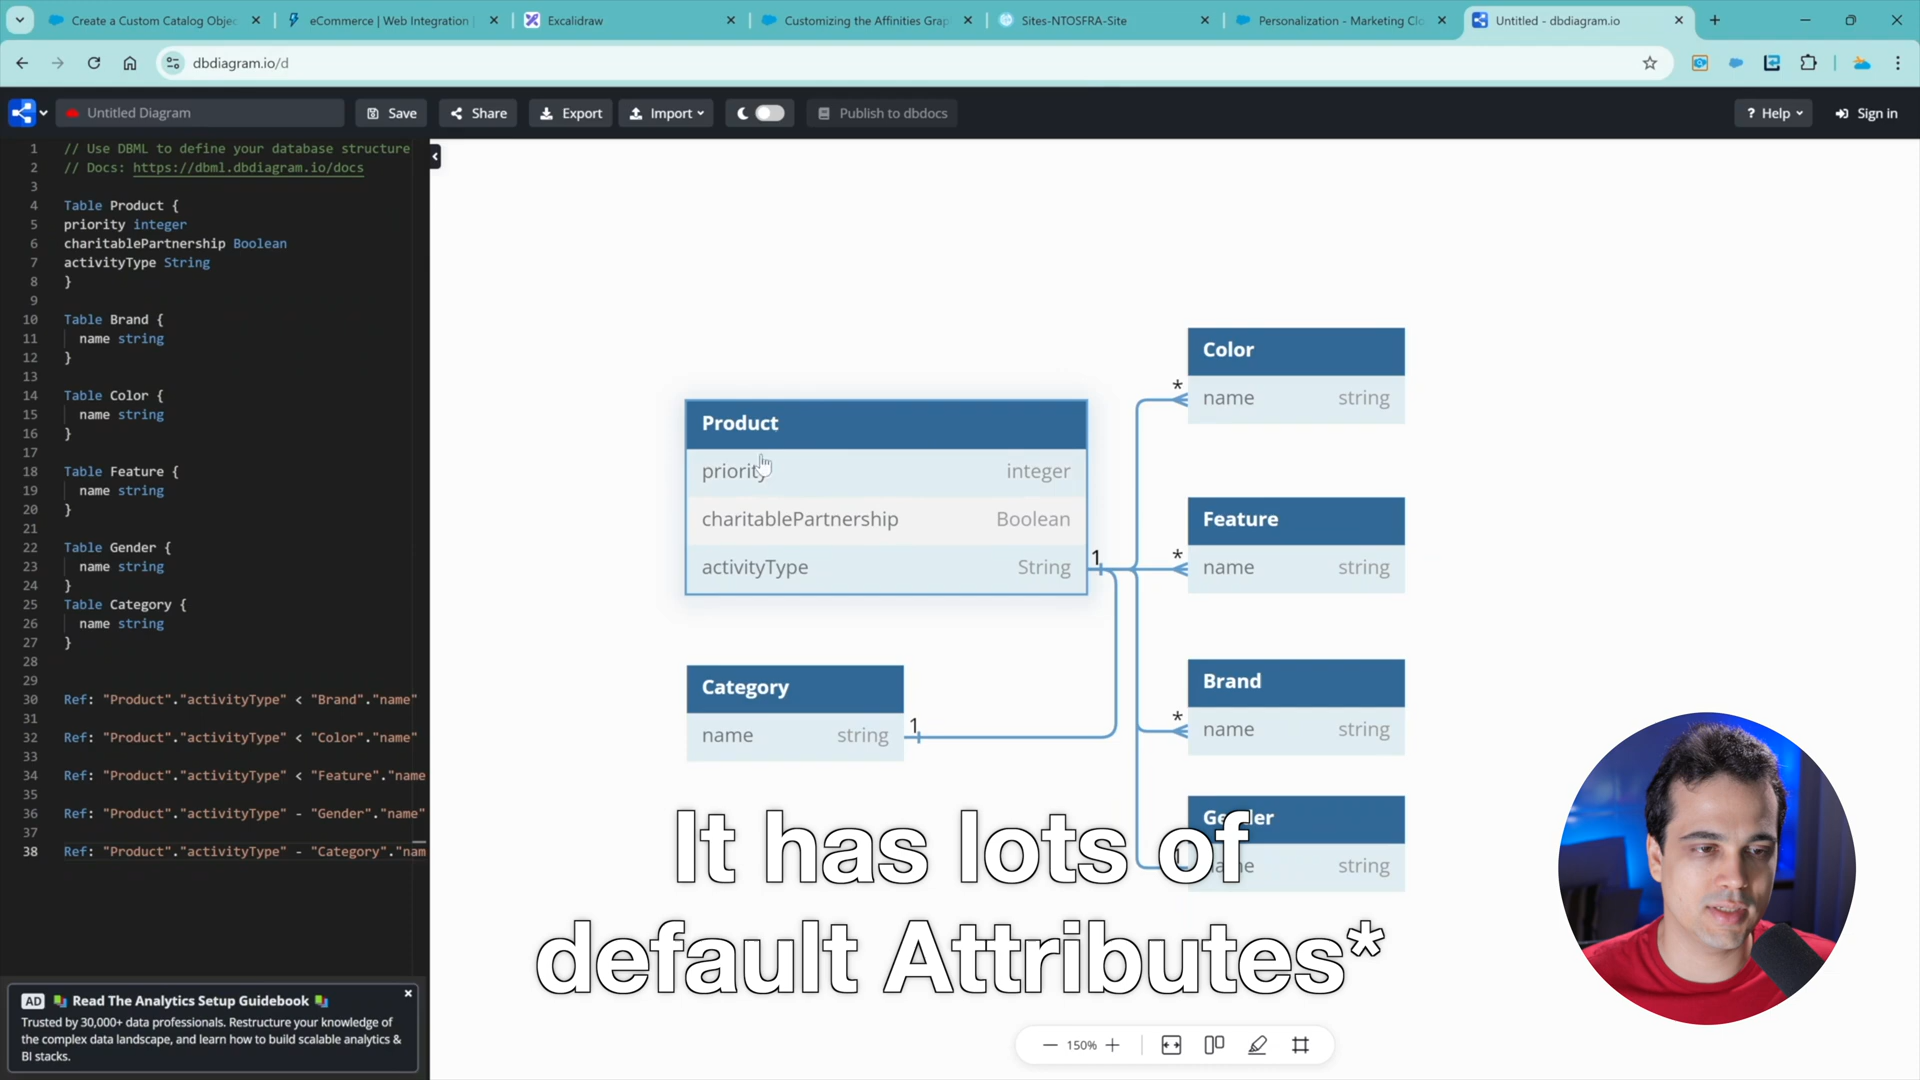 Create a Custom Catalog Objec
eCommerce | Web Integration
Excalidraw
Customizing the Affinities Grap
Sites-NTOSFRA-Site
Personalization - Marketing Clo
Untitled - dbdiagram.io
dbdiagram.io/d
Untitled Diagram
Save
Share
Export
Import
Publish to dbdocs
? Help
Sign in
1 // Use DBML to define your database structure
2 // Docs: https://dbml.dbdiagram.io/docs
3
4 Table Product {
5 priority integer
6 charitablePartnership Boolean
7 activityType String
8 }
9
10 Table Brand {
11 name string
12 }
13
14 Table Color {
15 name string
16 }
17
18 Table Feature {
19 name string
20 }
21
22 Table Gender {
23 name string
24 }
25 Table Category {
26 name string
27 }
28
29
30 Ref: "Product"."activityType" < "Brand"."name"
31
32 Ref: "Product"."activityType" < "Color"."name"
33
34 Ref: "Product"."activityType" < "Feature"."name
35
36 Ref: "Product"."activityType" - "Gender"."name"
37
38 Ref: "Product"."activityType" - "Category"."nam
AD Read The Analytics Setup Guidebook
Trusted by 30,000+ data professionals. Restructure your knowledge of
the complex data landscape, and learn how to build scalable analytics &
BI stacks.
Product
priority integer
charitablePartnership Boolean
activityType String
1
Category
name string
1
Color
* name string
Feature
* name string
Brand
* name string
Gender
name string
It has lots of
default Attributes*
150%